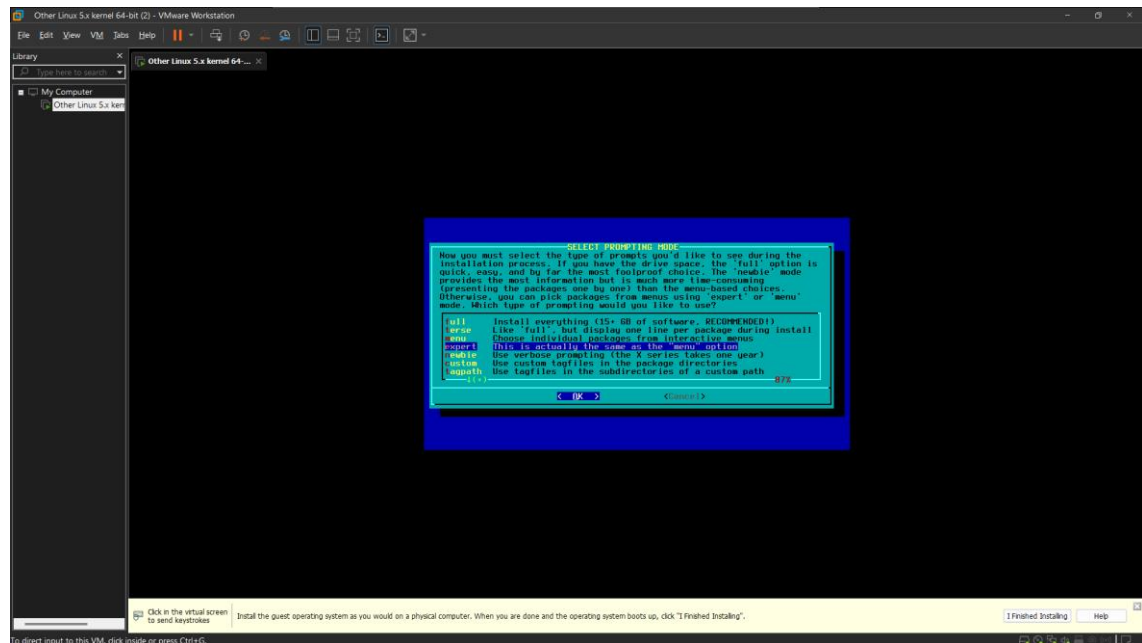 Other Linux 5.x kernel 64-bit (2) - VMware Workstation
File Edit View VM Tabs Help
Library
Type here to search
My Computer
Other Linux 5.x kern
Other Linux 5.x kernel 64-...
SELECT PROMPTING MODE
Now you must select the type of prompts you'd like to see during the
installation process. If you have the drive space, the 'full' option is
quick, easy, and by far the most foolproof choice. The 'newbie' mode
provides the most information but is much more time-consuming
(presenting the packages one by one) than the menu-based choices.
Otherwise, you can pick packages from menus using 'expert' or 'menu'
mode. Which type of prompting would you like to use?
full Install everything (15+ GB of software, RECOMMENDED!)
terse Like 'full', but display one line per package during install
menu Choose individual packages from interactive menus
expert This is actually the same as the "menu" option
newbie Use verbose prompting (the X series takes one year)
custom Use custom tagfiles in the package directories
tagpath Use tagfiles in the subdirectories of a custom path
87%
< OK > <Cancel>
Click in the virtual screen
to send keystrokes
Install the guest operating system as you would on a physical computer. When you are done and the operating system boots up, click "I Finished Installing".
I Finished Installing
Help
To direct input to this VM, click inside or press Ctrl+G.